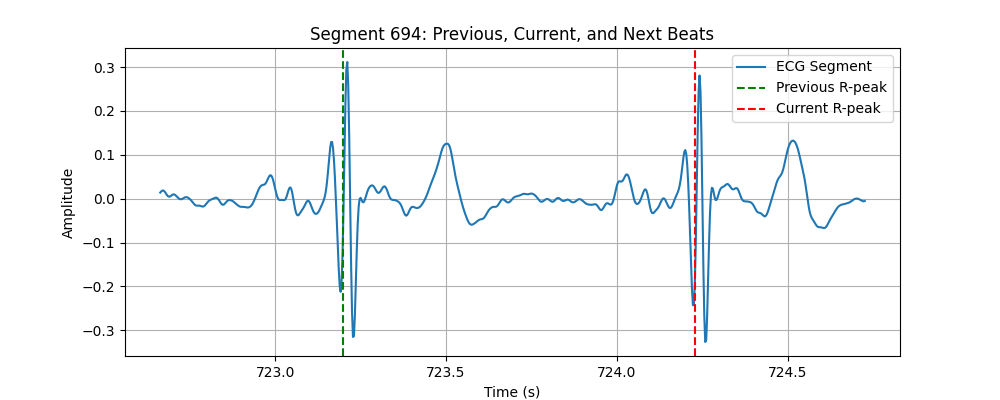 Segment 694: Previous, Current, and Next Beats
ECG Segment
Previous R-peak
Current R-peak
0.3
0.2
0.1
0.0
−0.1
−0.2
−0.3
Amplitude
723.0 723.5 724.0 724.5
Time (s)